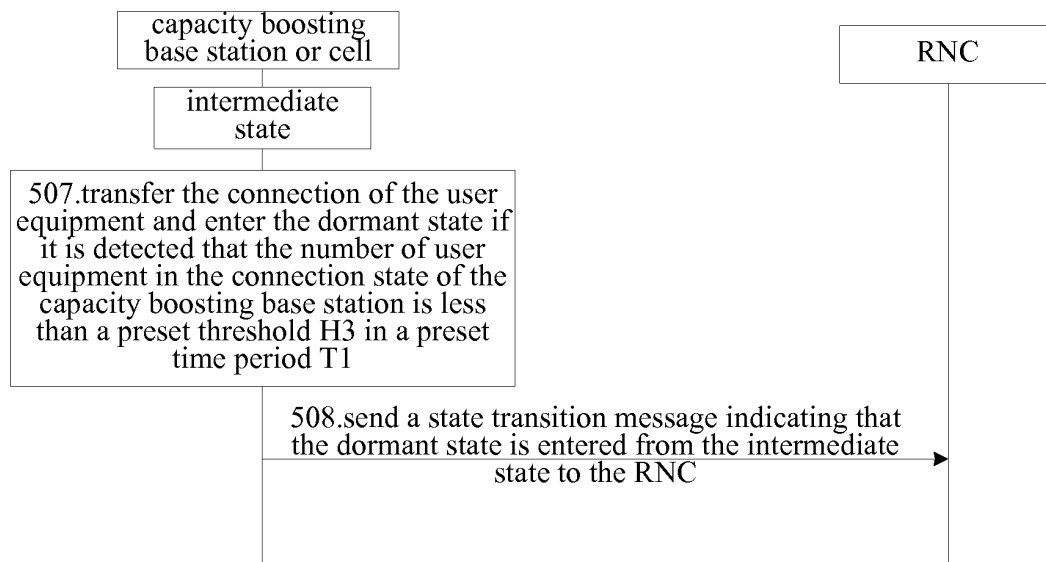 capacity boosting
base station or cell
RNC
intermediate
state
507.transfer the connection of the user
equipment and enter the dormant state if
it is detected that the number of user
equipment in the connection state of the
capacity boosting base station is less
than a preset threshold H3 in a preset
time period T1
508.send a state transition message indicating that
the dormant state is entered from the intermediate
state to the RNC